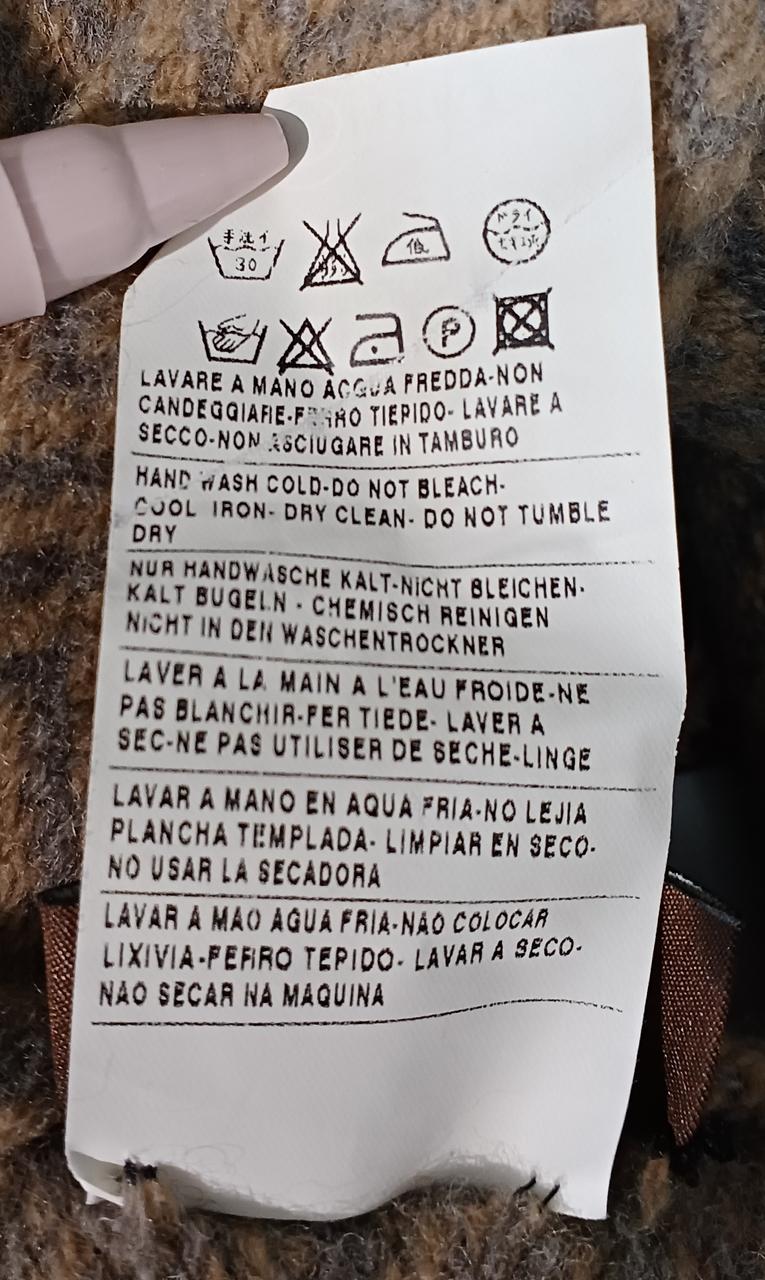 手洗イ
30
低
ドライ
P
LAVARE A MANO ACQUA FREDDA-NON
CANDEGGIARE-FERRO TIEPIDO- LAVARE A
SECCO-NON ASCIUGARE IN TAMBURO
HAND WASH COLD-DO NOT BLEACH-
COOL IRON- DRY CLEAN- DO NOT TUMBLE
DRY
NUR HANDWASCHE KALT-NICHT BLEICHEN-
KALT BUGELN - CHEMISCH REINIGEN
NICHT IN DEN WASCHENTROCKNER
LAVER A LA MAIN A L'EAU FROIDE-NE
PAS BLANCHIR-FER TIEDE- LAVER A
SEC-NE PAS UTILISER DE SECHE-LINGE
LAVAR A MANO EN AQUA FRIA-NO LEJIA
PLANCHA TEMPLADA- LIMPIAR EN SECO-
NO USAR LA SECADORA
LAVAR A MAO AGUA FRIA-NAO COLOCAR
LIXIVIA-FERRO TEPIDO- LAVAR A SECO-
NAO SECAR NA MAQUINA